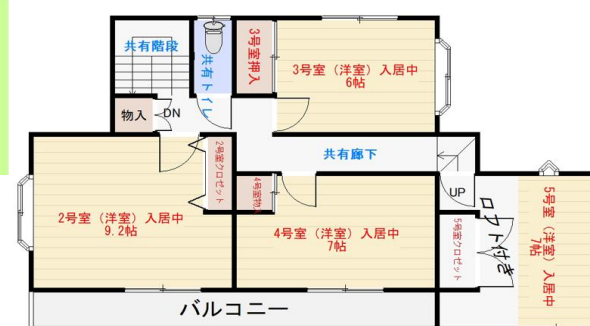 共有階段
共有トイレ
3号室押入
3号室（洋室）入居中
6帖
物入
DN
2号室クロゼット
共有廊下
2号室（洋室）入居中
9.2帖
4号室物入
4号室（洋室）入居中
7帖
UP
5号室クロゼット
ロフト付き
5号室（洋室）入居中
7帖
バルコニー